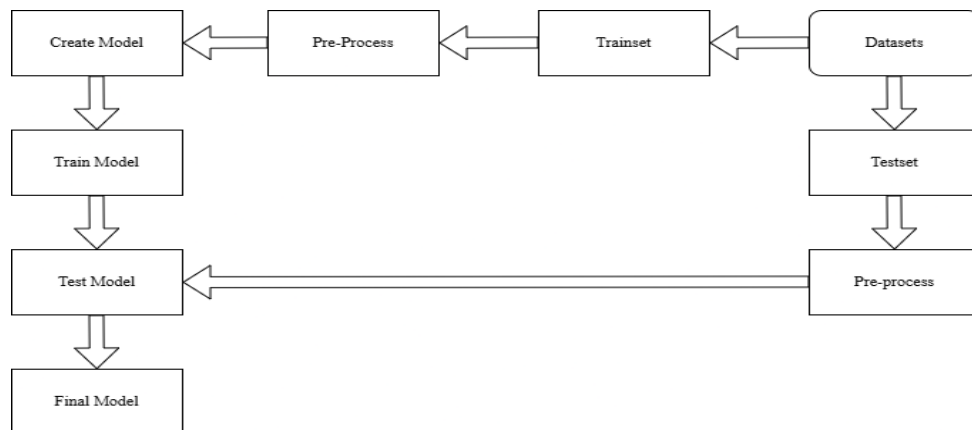 Create Model
Pre-Process
Trainset
Datasets
Train Model
Testset
Test Model
Pre-process
Final Model